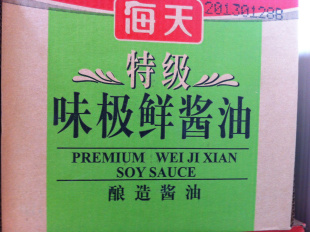 海天
20130128B
特级
味极鲜酱油
PREMIUM WEI JI XIAN
SOY SAUCE
酿造酱油